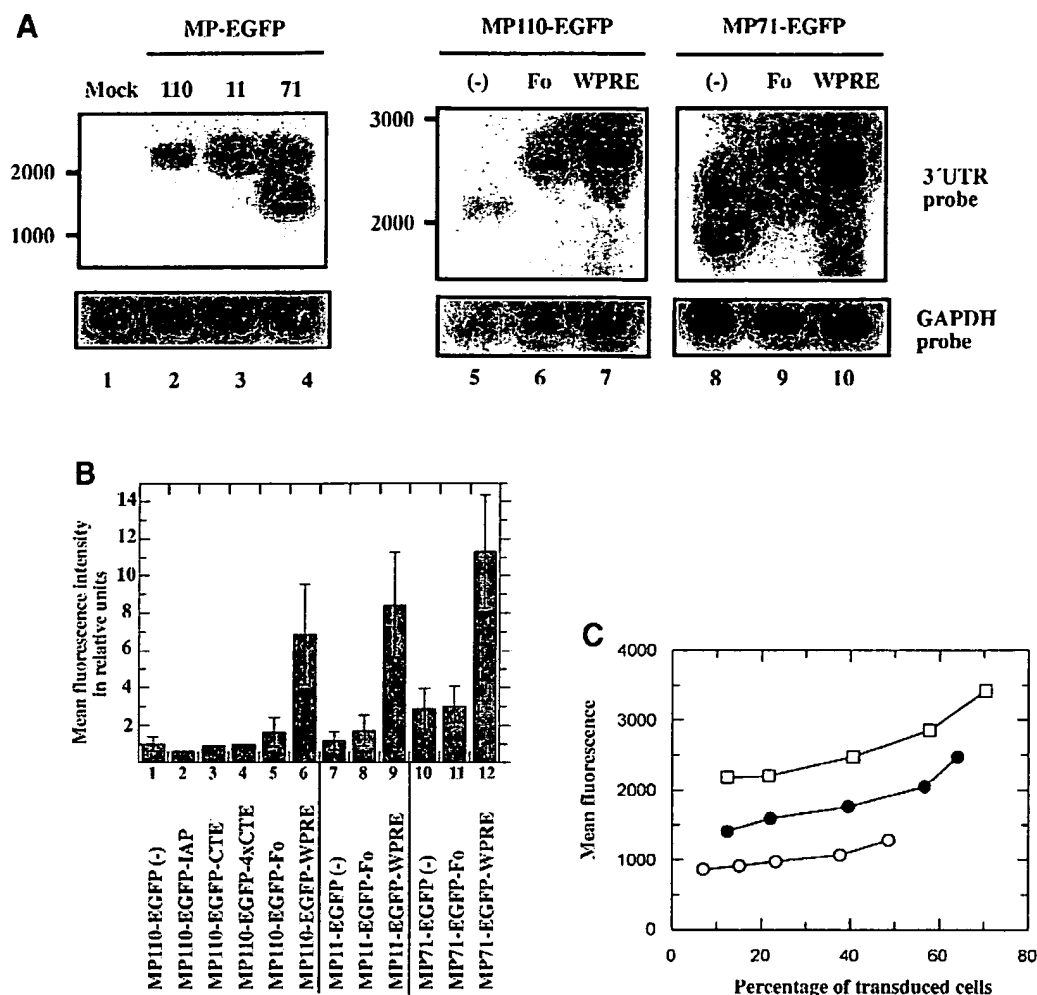 A
MP-EGFP
Mock 110 11 71
2000
1000
1 2 3 4
MP110-EGFP
(-) Fo WPRE
3000
2000
5 6 7
MP71-EGFP
(-) Fo WPRE
3´UTR
probe
GAPDH
probe
8 9 10
B
Mean fluorescence intensity
in relative units
14
12
10
8
6
4
2
1 2 3 4 5 6 7 8 9 10 11 12
MP110-EGFP (-)
MP110-EGFP-IAP
MP110-EGFP-CTE
MP110-EGFP-4xCTE
MP110-EGFP-Fo
MP110-EGFP-WPRE
MP11-EGFP (-)
MP11-EGFP-Fo
MP11-EGFP-WPRE
MP71-EGFP (-)
MP71-EGFP-Fo
MP71-EGFP-WPRE
C
Mean fluorescence
4000
3000
2000
1000
0
0 20 40 60 80
Percentage of transduced cells